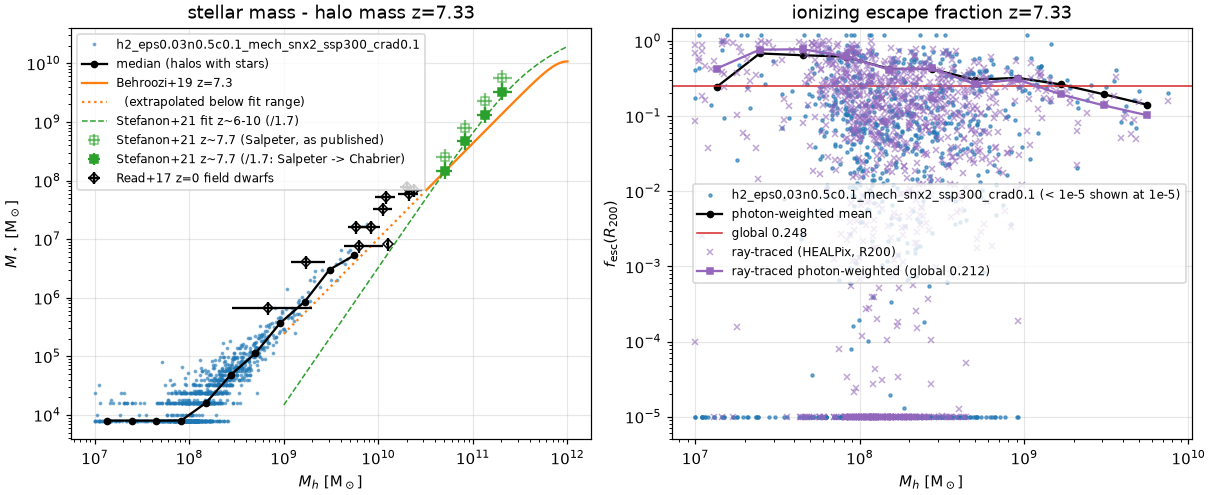 stellar mass - halo mass z=7.33
h2_eps0.03n0.5c0.1_mech_snx2_ssp300_crad0.1
median (halos with stars)
Behroozi+19 z=7.3
(extrapolated below fit range)
Stefanon+21 fit z~6-10 (/1.7)
Stefanon+21 z~7.7 (Salpeter, as published)
Stefanon+21 z~7.7 (/1.7: Salpeter -> Chabrier)
Read+17 z=0 field dwarfs
M⋆ [M⊙]
10¹⁰
10⁹
10⁸
10⁷
10⁶
10⁵
10⁴
10⁷ 10⁸ 10⁹ 10¹⁰ 10¹¹ 10¹²
Mh [M⊙]
ionizing escape fraction z=7.33
fesc(R200)
10⁰
10⁻¹
10⁻²
10⁻³
10⁻⁴
10⁻⁵
h2_eps0.03n0.5c0.1_mech_snx2_ssp300_crad0.1 (< 1e-5 shown at 1e-5)
photon-weighted mean
global 0.248
ray-traced (HEALPix, R200)
ray-traced photon-weighted (global 0.212)
10⁷ 10⁸ 10⁹ 10¹⁰
Mh [M⊙]